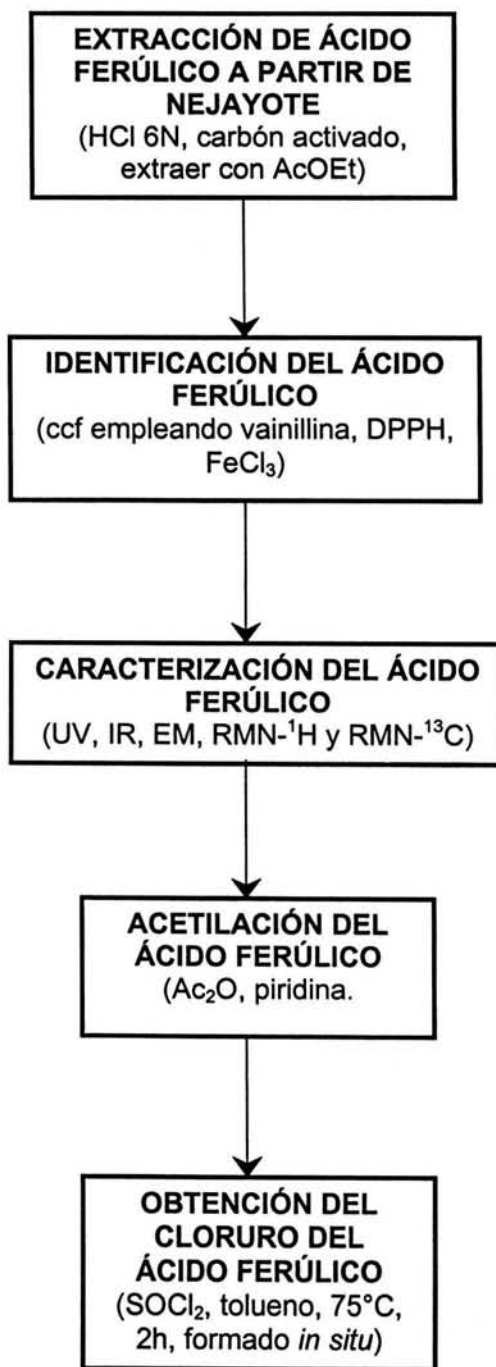 EXTRACCIÓN DE ÁCIDO
FERÚLICO A PARTIR DE
NEJAYOTE
(HCl 6N, carbón activado,
extraer con AcOEt)
IDENTIFICACIÓN DEL ÁCIDO
FERÚLICO
(ccf empleando vainillina, DPPH,
FeCl₃)
CARACTERIZACIÓN DEL ÁCIDO
FERÚLICO
(UV, IR, EM, RMN-¹H y RMN-¹³C)
ACETILACIÓN DEL
ÁCIDO FERÚLICO
(Ac₂O, piridina.
OBTENCIÓN DEL
CLORURO DEL
ÁCIDO FERÚLICO
(SOCl₂, tolueno, 75°C,
2h, formado in situ)